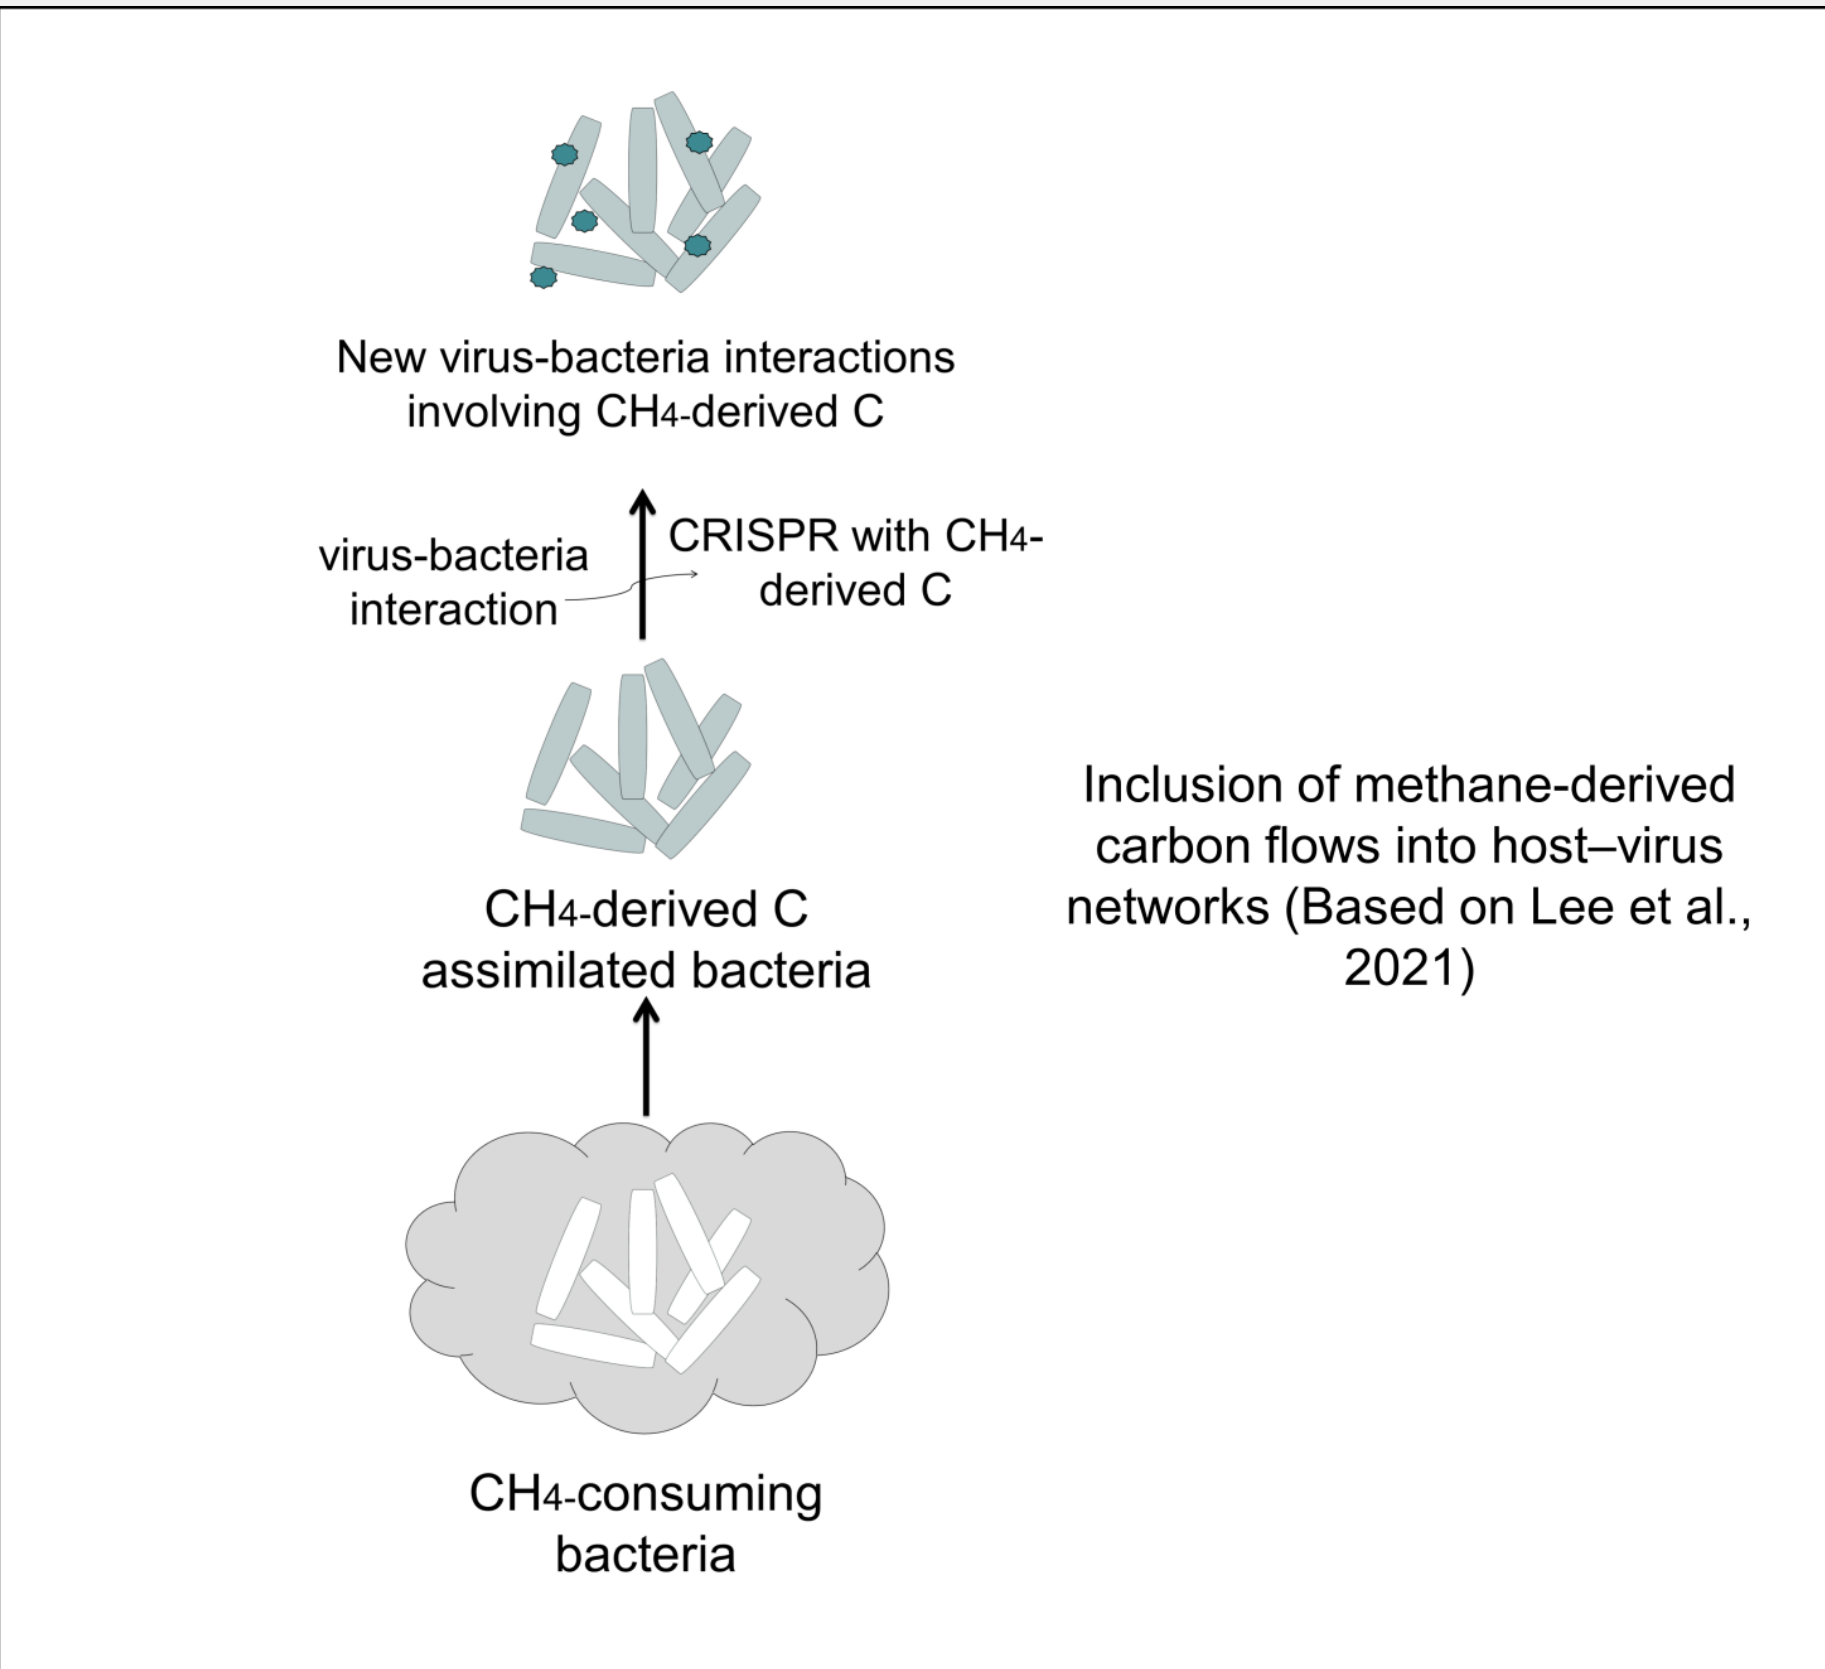 New virus-bacteria interactions
involving CH4-derived C
virus-bacteria
interaction
CRISPR with CH4-
derived C
CH4-derived C
assimilated bacteria
Inclusion of methane-derived
carbon flows into host–virus
networks (Based on Lee et al.,
2021)
CH4-consuming
bacteria